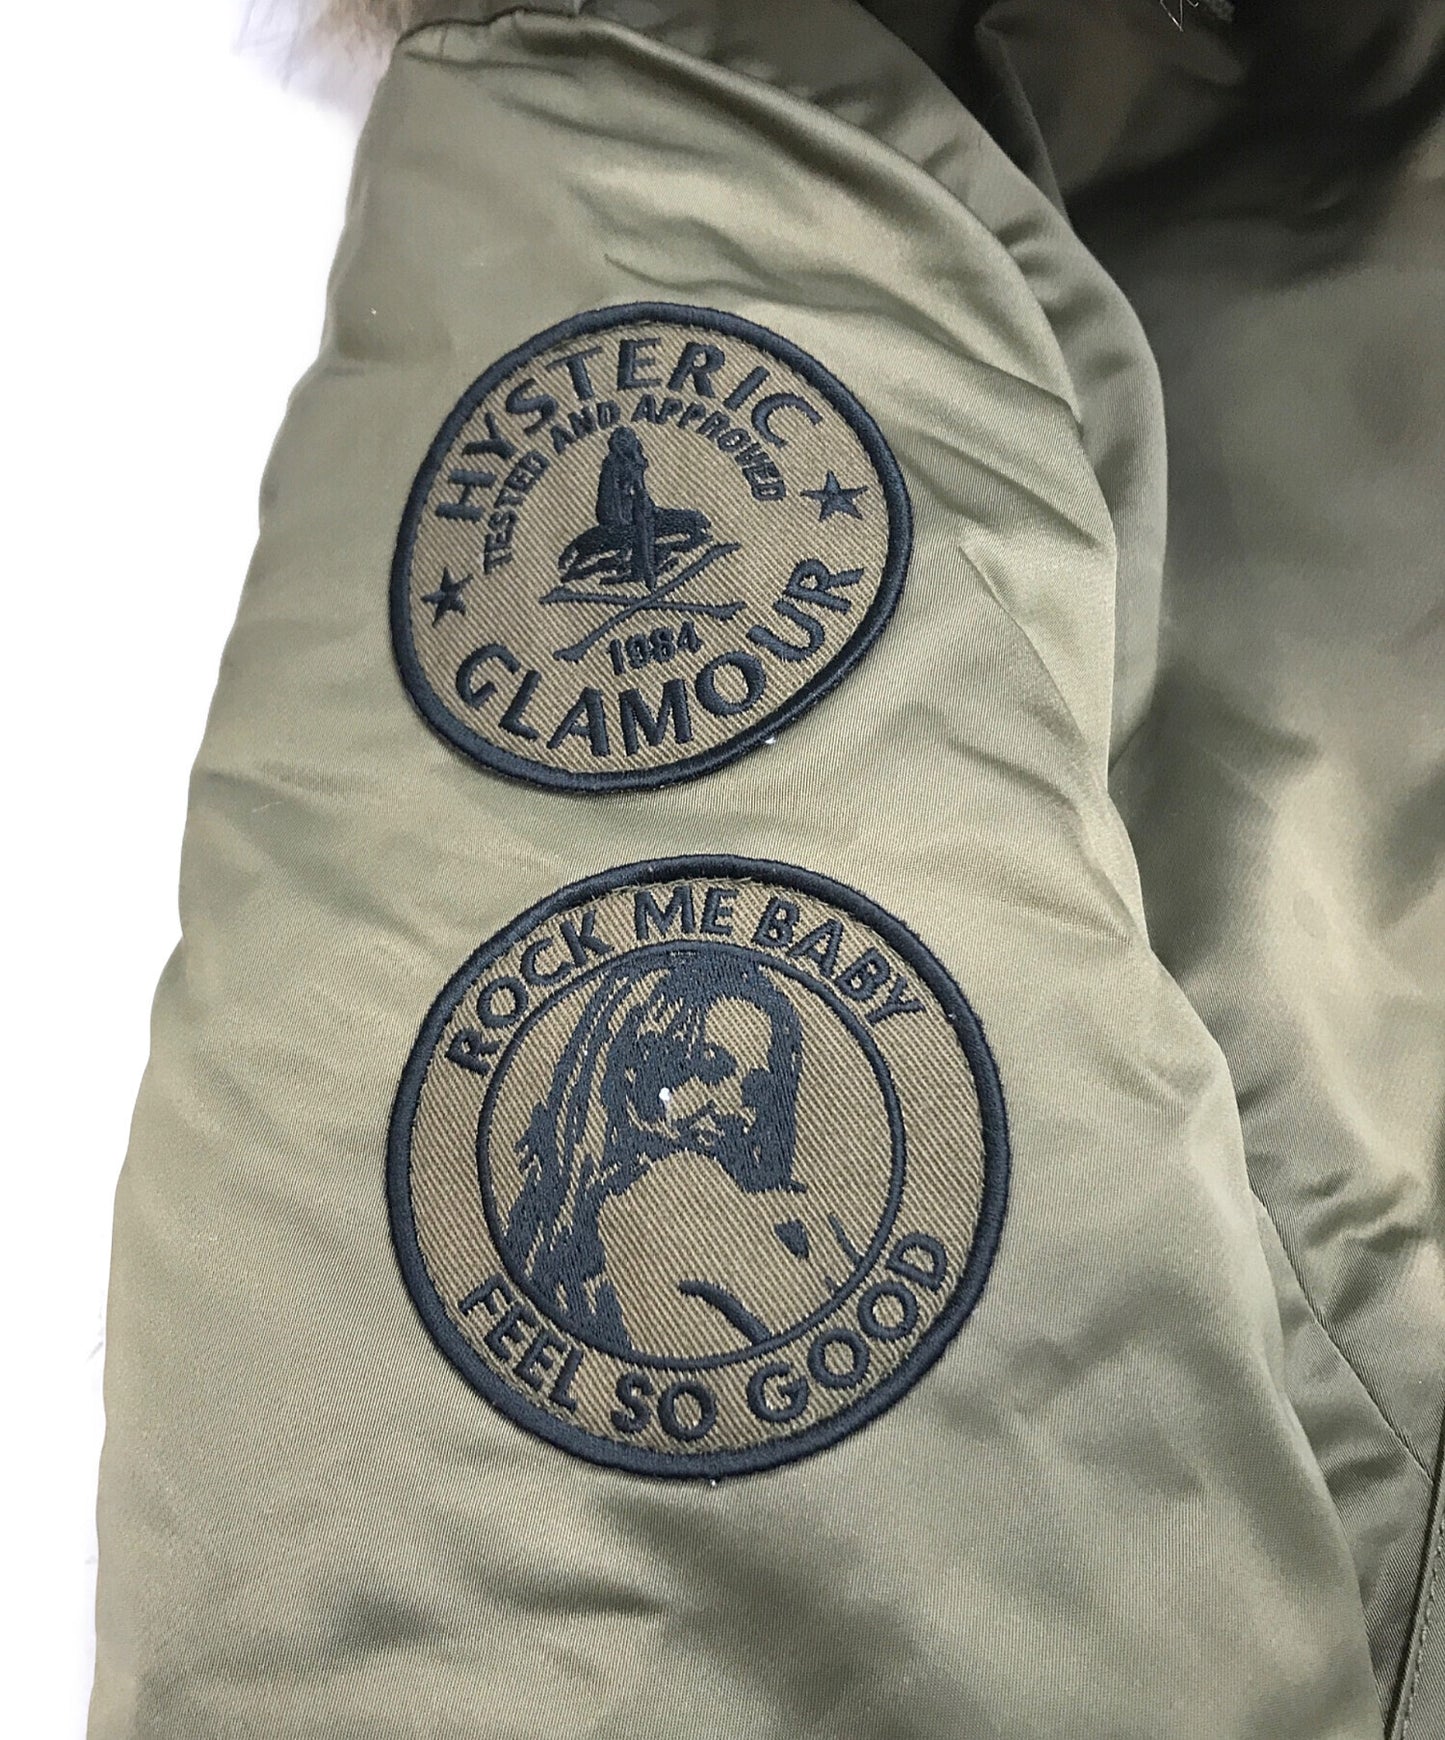 HYSTERIC
TESTED AND APPROVED
1984
GLAMOUR
ROCK ME BABY
FEEL SO GOOD